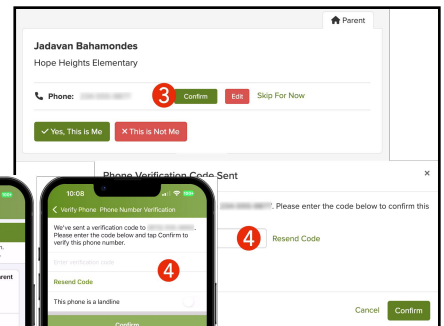 Parent
Jadavan Bahamondes
Hope Heights Elementary
Phone: 3 Confirm Edit Skip For Now
Yes, This is Me × This is Not Me
Phone Verification Code Sent ×
. Please enter the code below to confirm this
4 Resend Code
Cancel Confirm
10:08
Verify Phone Phone Number Verification
We've sent a verification code to
Please enter the code below and tap Confirm to
verify this phone number.
4
Resend Code
This phone is a landline
Confirm